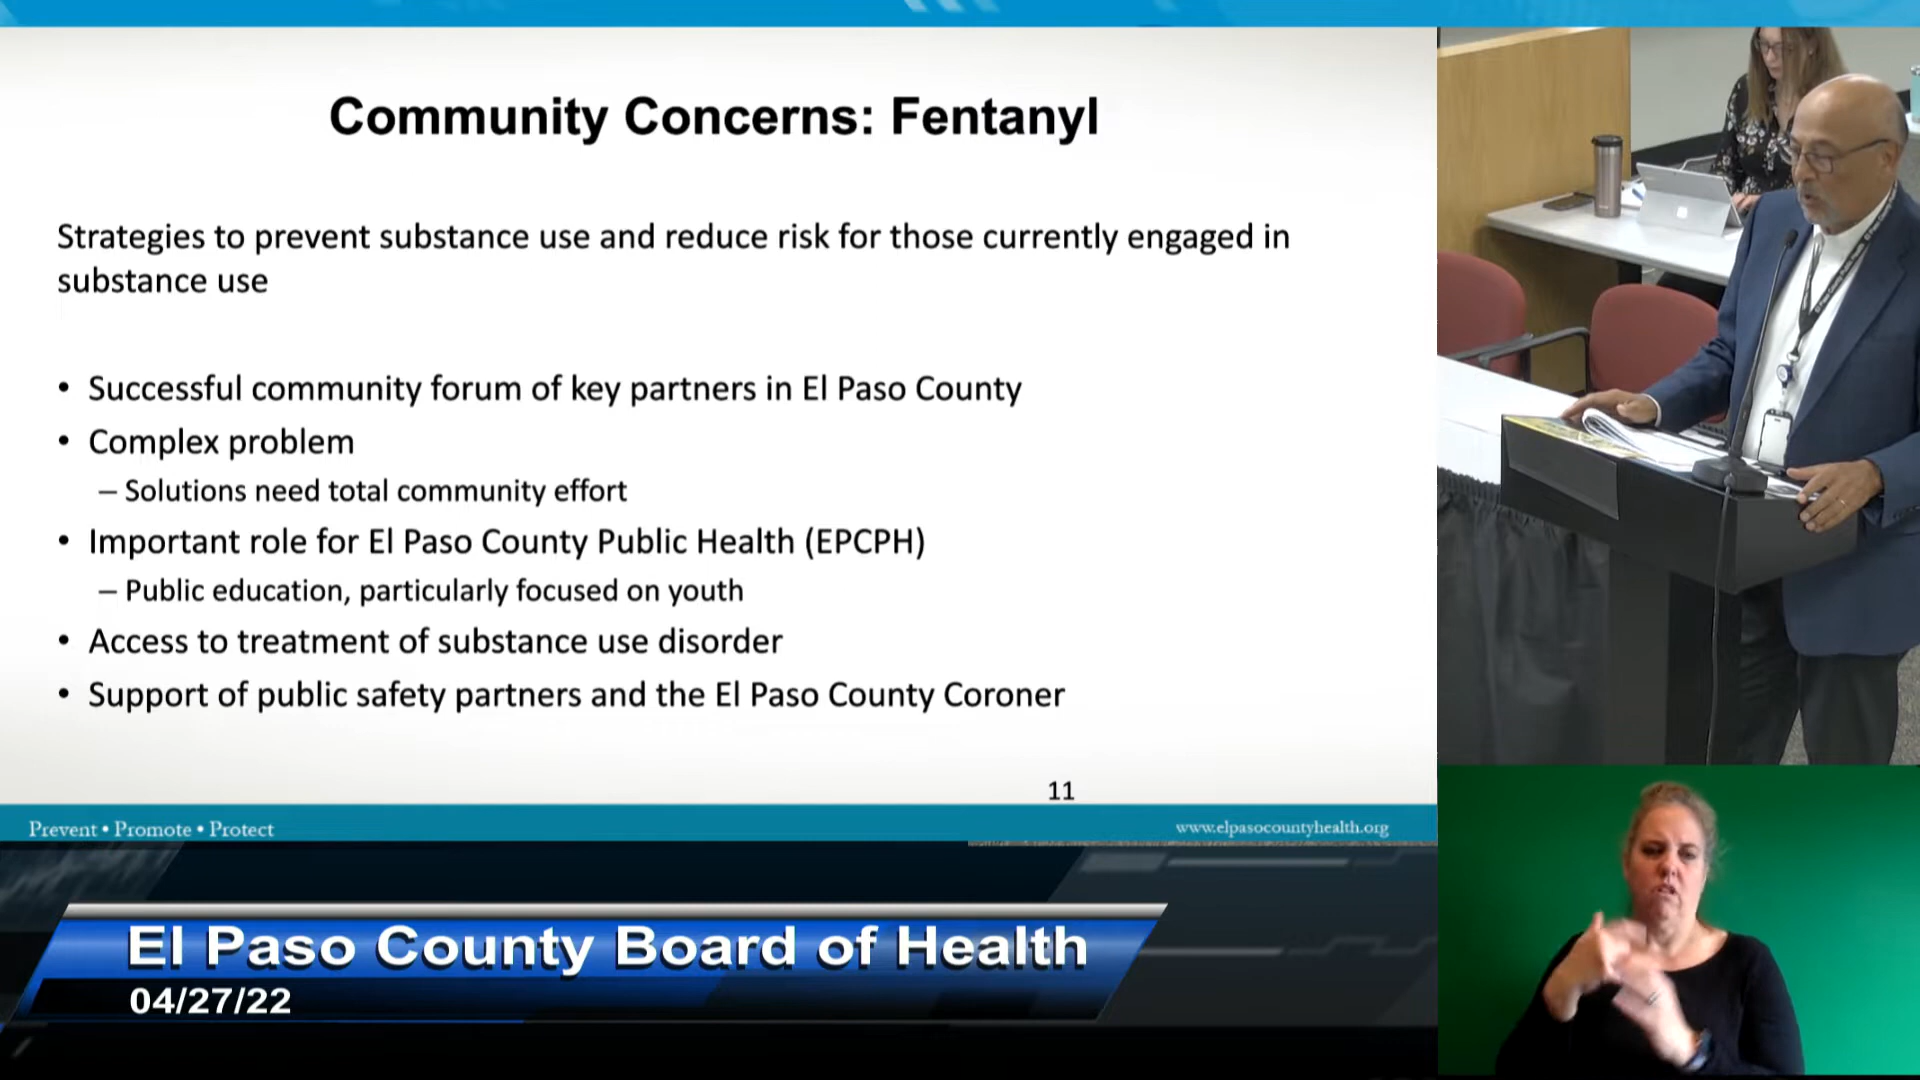 Community Concerns: Fentanyl
Strategies to prevent substance use and reduce risk for those currently engaged in
substance use
• Successful community forum of key partners in El Paso County
• Complex problem
– Solutions need total community effort
• Important role for El Paso County Public Health (EPCPH)
– Public education, particularly focused on youth
• Access to treatment of substance use disorder
• Support of public safety partners and the El Paso County Coroner
11
Prevent • Promote • Protect
www.elpasocountyhealth.org
El Paso County Board of Health
04/27/22